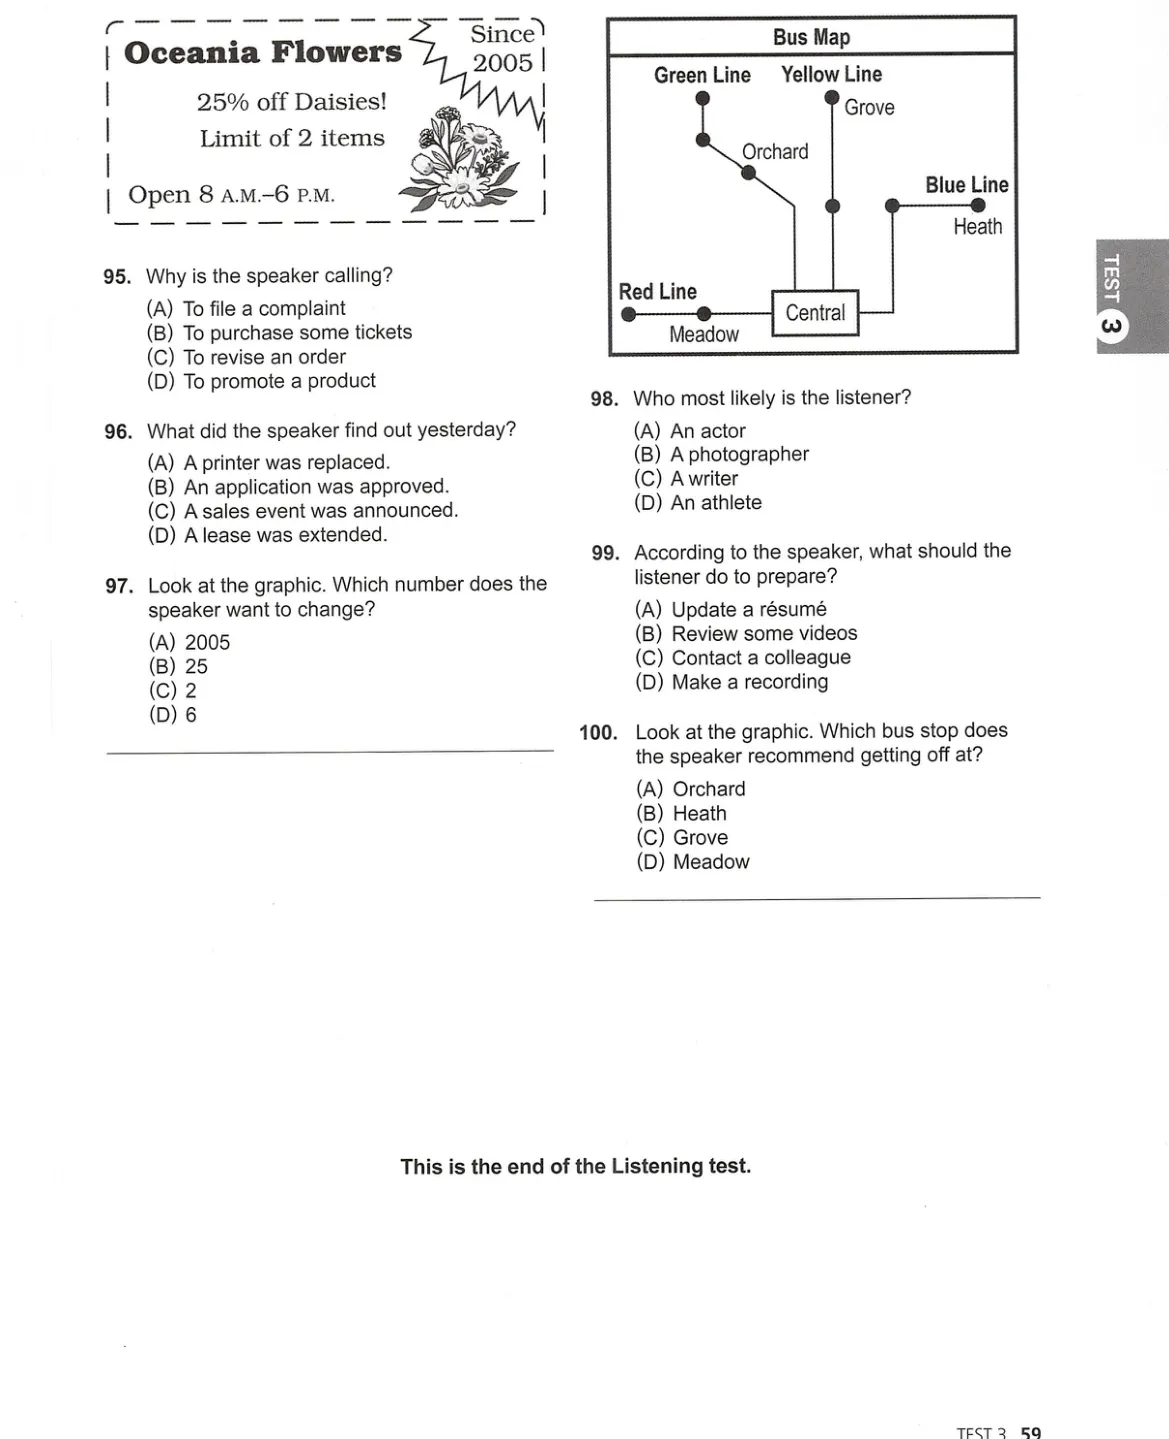 Oceania Flowers
Since
2005
25% off Daisies!
Limit of 2 items
Open 8 A.M.–6 P.M.
95. Why is the speaker calling?
(A) To file a complaint
(B) To purchase some tickets
(C) To revise an order
(D) To promote a product
96. What did the speaker find out yesterday?
(A) A printer was replaced.
(B) An application was approved.
(C) A sales event was announced.
(D) A lease was extended.
97. Look at the graphic. Which number does the
speaker want to change?
(A) 2005
(B) 25
(C) 2
(D) 6
Bus Map
Green Line Yellow Line
Grove
Orchard
Blue Line
Heath
Red Line
Central
Meadow
98. Who most likely is the listener?
(A) An actor
(B) A photographer
(C) A writer
(D) An athlete
99. According to the speaker, what should the
listener do to prepare?
(A) Update a résumé
(B) Review some videos
(C) Contact a colleague
(D) Make a recording
100. Look at the graphic. Which bus stop does
the speaker recommend getting off at?
(A) Orchard
(B) Heath
(C) Grove
(D) Meadow
TEST 3
This is the end of the Listening test.
TEST 3 59